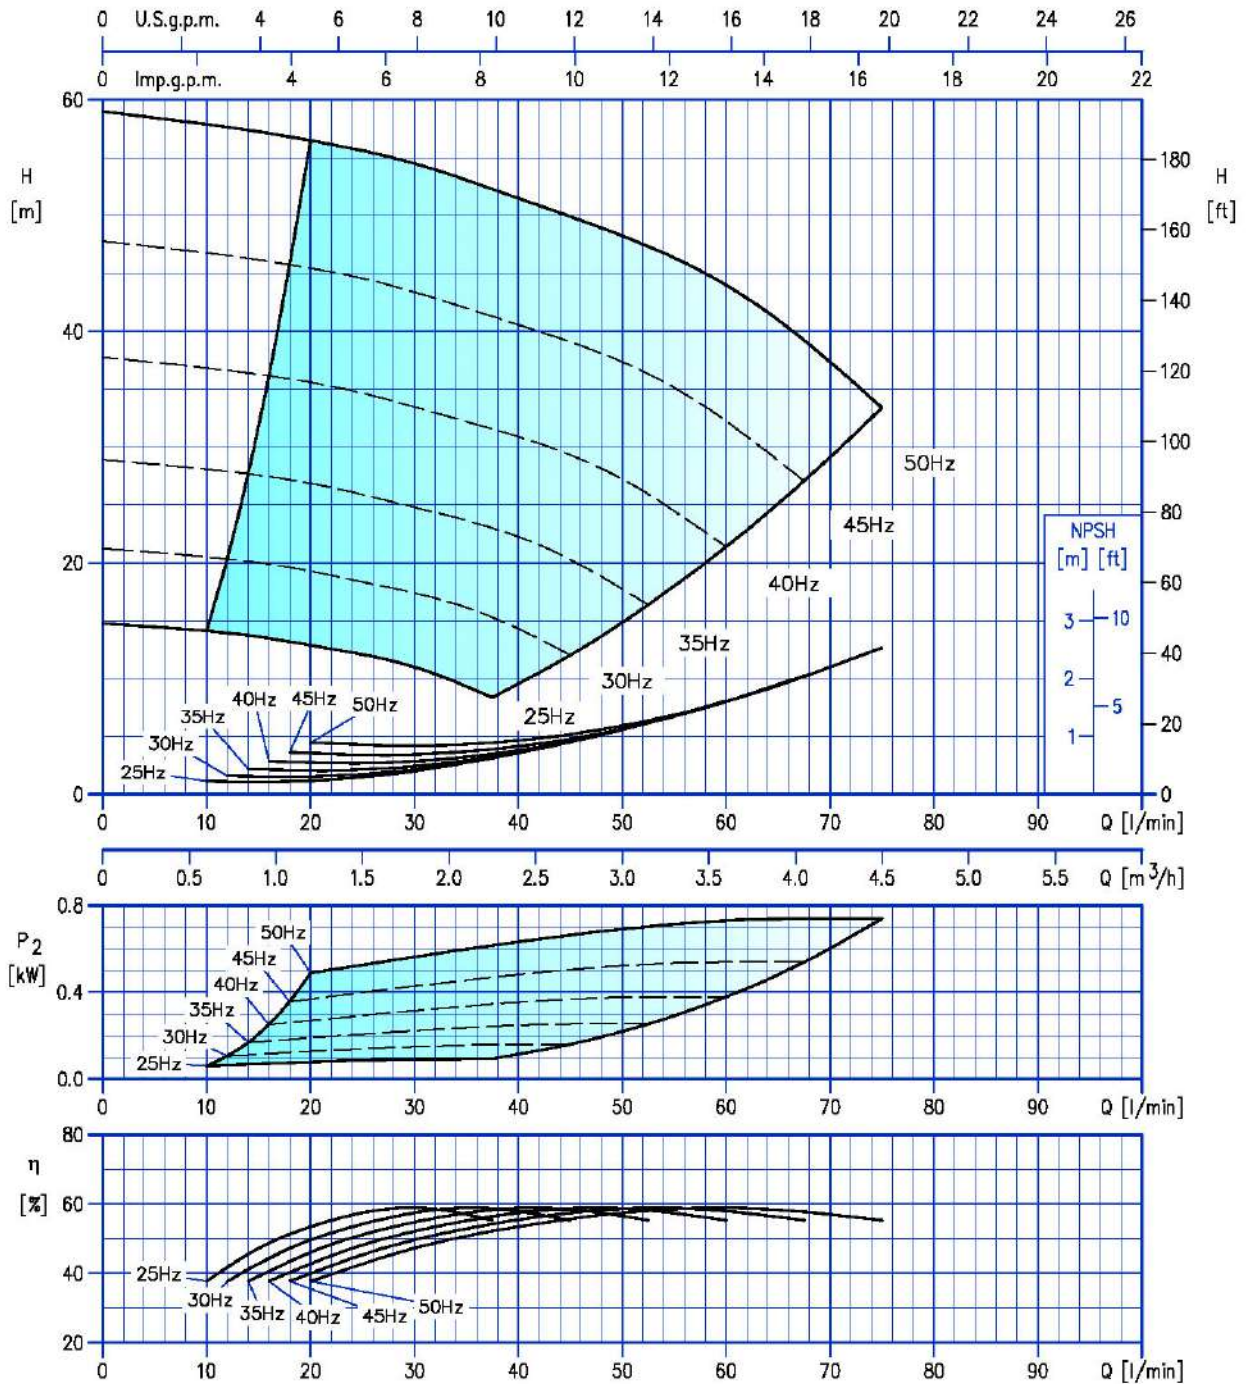 0 U.S.g.p.m. 4 6 8 10 12 14 16 18 20 22 24 26
0 Imp.g.p.m. 4 6 8 10 12 14 16 18 20 22
60
H
[m]
40
20
0
180
H
[ft]
160
140
120
100
80
60
40
20
0
50Hz
45Hz
40Hz
35Hz
30Hz
25Hz
NPSH
[m] [ft]
3 10
2
5
1
40Hz 45Hz
50Hz
35Hz
30Hz
25Hz
0 10 20 30 40 50 60 70 80 90 Q [l/min]
0 0.5 1.0 1.5 2.0 2.5 3.0 3.5 4.0 4.5 5.0 5.5 Q [m³/h]
0.8
P2
[kW]
0.4
0.0
50Hz
45Hz
40Hz
35Hz
30Hz
25Hz
0 10 20 30 40 50 60 70 80 90 Q [l/min]
80
η
[%]
60
40
20
25Hz
30Hz
35Hz
40Hz
45Hz
50Hz
0 10 20 30 40 50 60 70 80 90 Q [l/min]